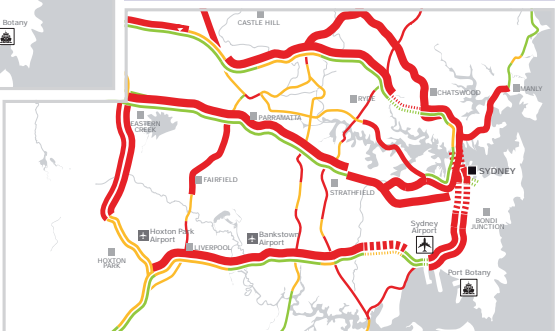 Botany
CASTLE HILL
RYDE
CHATSWOOD
MANLY
EASTERN
CREEK
PARRAMATTA
SYDNEY
FAIRFIELD
STRATHFIELD
BONDI
JUNCTION
Hoxton Park
Airport
Bankstown
Airport
Sydney
Airport
LIVERPOOL
HOXTON
PARK
Port Botany